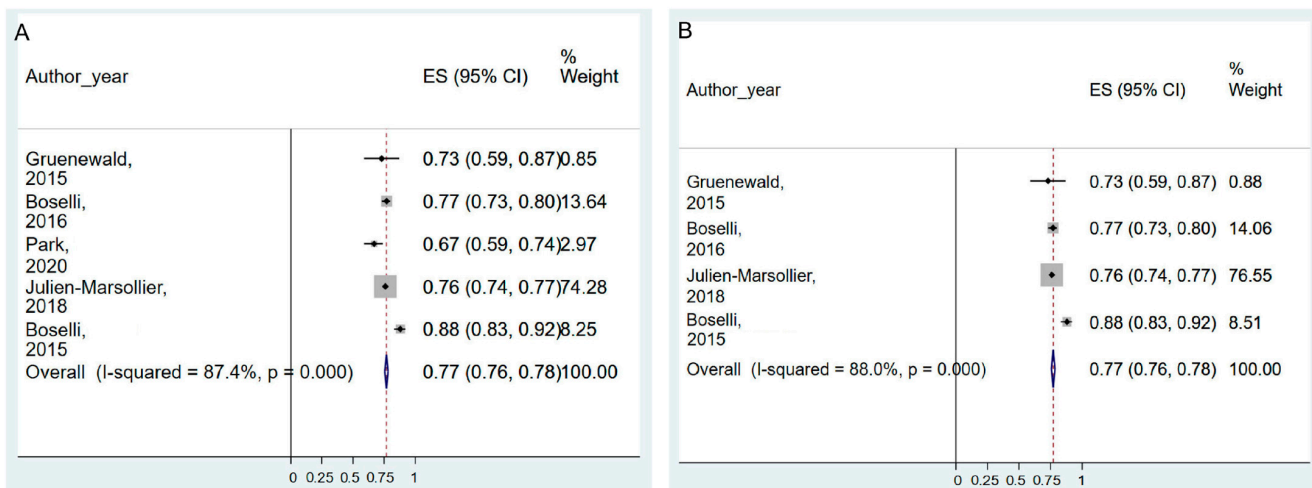 A
Author_year ES (95% CI) % Weight
Gruenewald, 2015 0.73 (0.59, 0.87) 0.85
Boselli, 2016 0.77 (0.73, 0.80) 13.64
Park, 2020 0.67 (0.59, 0.74) 2.97
Julien-Marsollier, 2018 0.76 (0.74, 0.77) 74.28
Boselli, 2015 0.88 (0.83, 0.92) 8.25
Overall (I-squared = 87.4%, p = 0.000) 0.77 (0.76, 0.78) 100.00
0 0.25 0.5 0.75 1
B
Author_year ES (95% CI) % Weight
Gruenewald, 2015 0.73 (0.59, 0.87) 0.88
Boselli, 2016 0.77 (0.73, 0.80) 14.06
Julien-Marsollier, 2018 0.76 (0.74, 0.77) 76.55
Boselli, 2015 0.88 (0.83, 0.92) 8.51
Overall (I-squared = 88.0%, p = 0.000) 0.77 (0.76, 0.78) 100.00
0 0.25 0.5 0.75 1